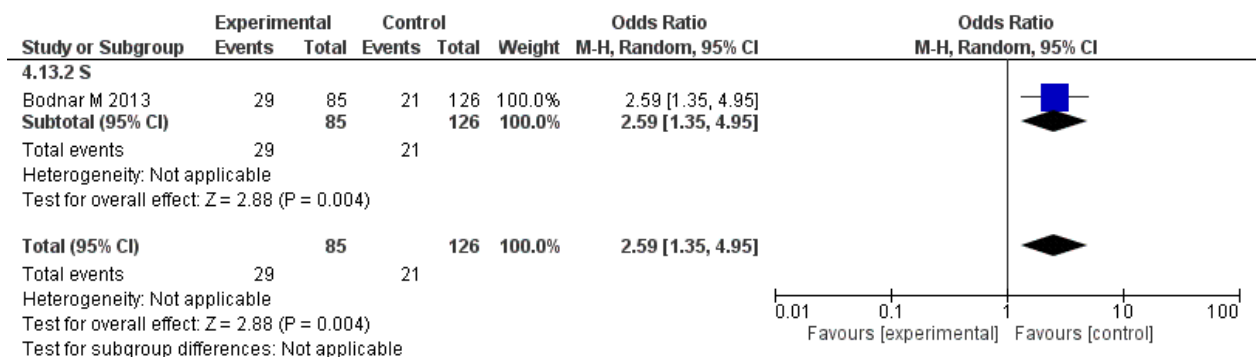 Experimental Control Odds Ratio Odds Ratio
Study or Subgroup Events Total Events Total Weight M-H, Random, 95% CI M-H, Random, 95% CI
4.13.2 S
Bodnar M 2013 29 85 21 126 100.0% 2.59 [1.35, 4.95]
Subtotal (95% CI) 85 126 100.0% 2.59 [1.35, 4.95]
Total events 29 21
Heterogeneity: Not applicable
Test for overall effect: Z = 2.88 (P = 0.004)
Total (95% CI) 85 126 100.0% 2.59 [1.35, 4.95]
Total events 29 21
Heterogeneity: Not applicable
Test for overall effect: Z = 2.88 (P = 0.004)
Test for subgroup differences: Not applicable
0.01 0.1 1 10 100
Favours [experimental] Favours [control]